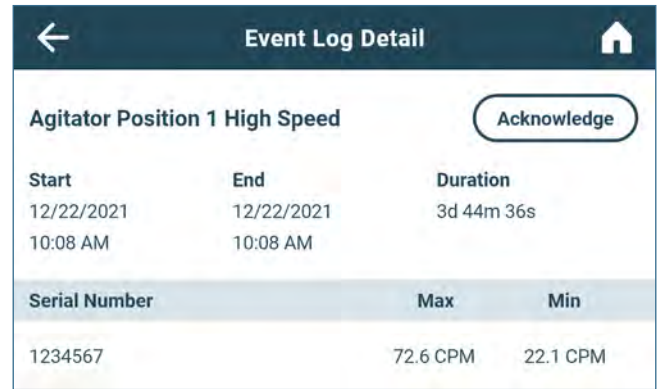 Event Log Detail
Agitator Position 1 High Speed
Acknowledge
Start End Duration
12/22/2021 12/22/2021 3d 44m 36s
10:08 AM 10:08 AM
Serial Number Max Min
1234567 72.6 CPM 22.1 CPM